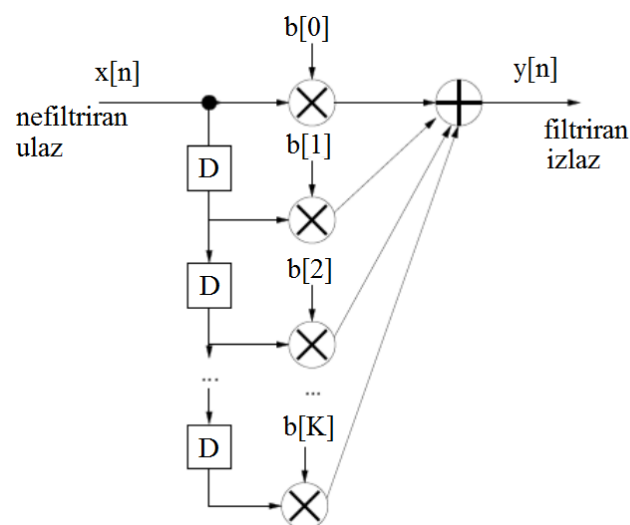 b[0]
x[n]
y[n]
nefiltriran
ulaz
filtriran
izlaz
b[1]
D
b[2]
D
...
...
b[K]
D